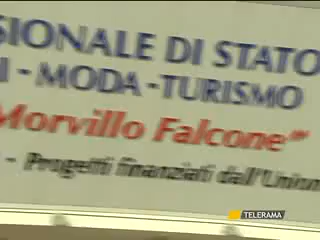 SIONALE DI STATO
I - MODA - TURISMO
Morvillo Falcone"
- Progetti finanziati dall'Union
TELERAMA